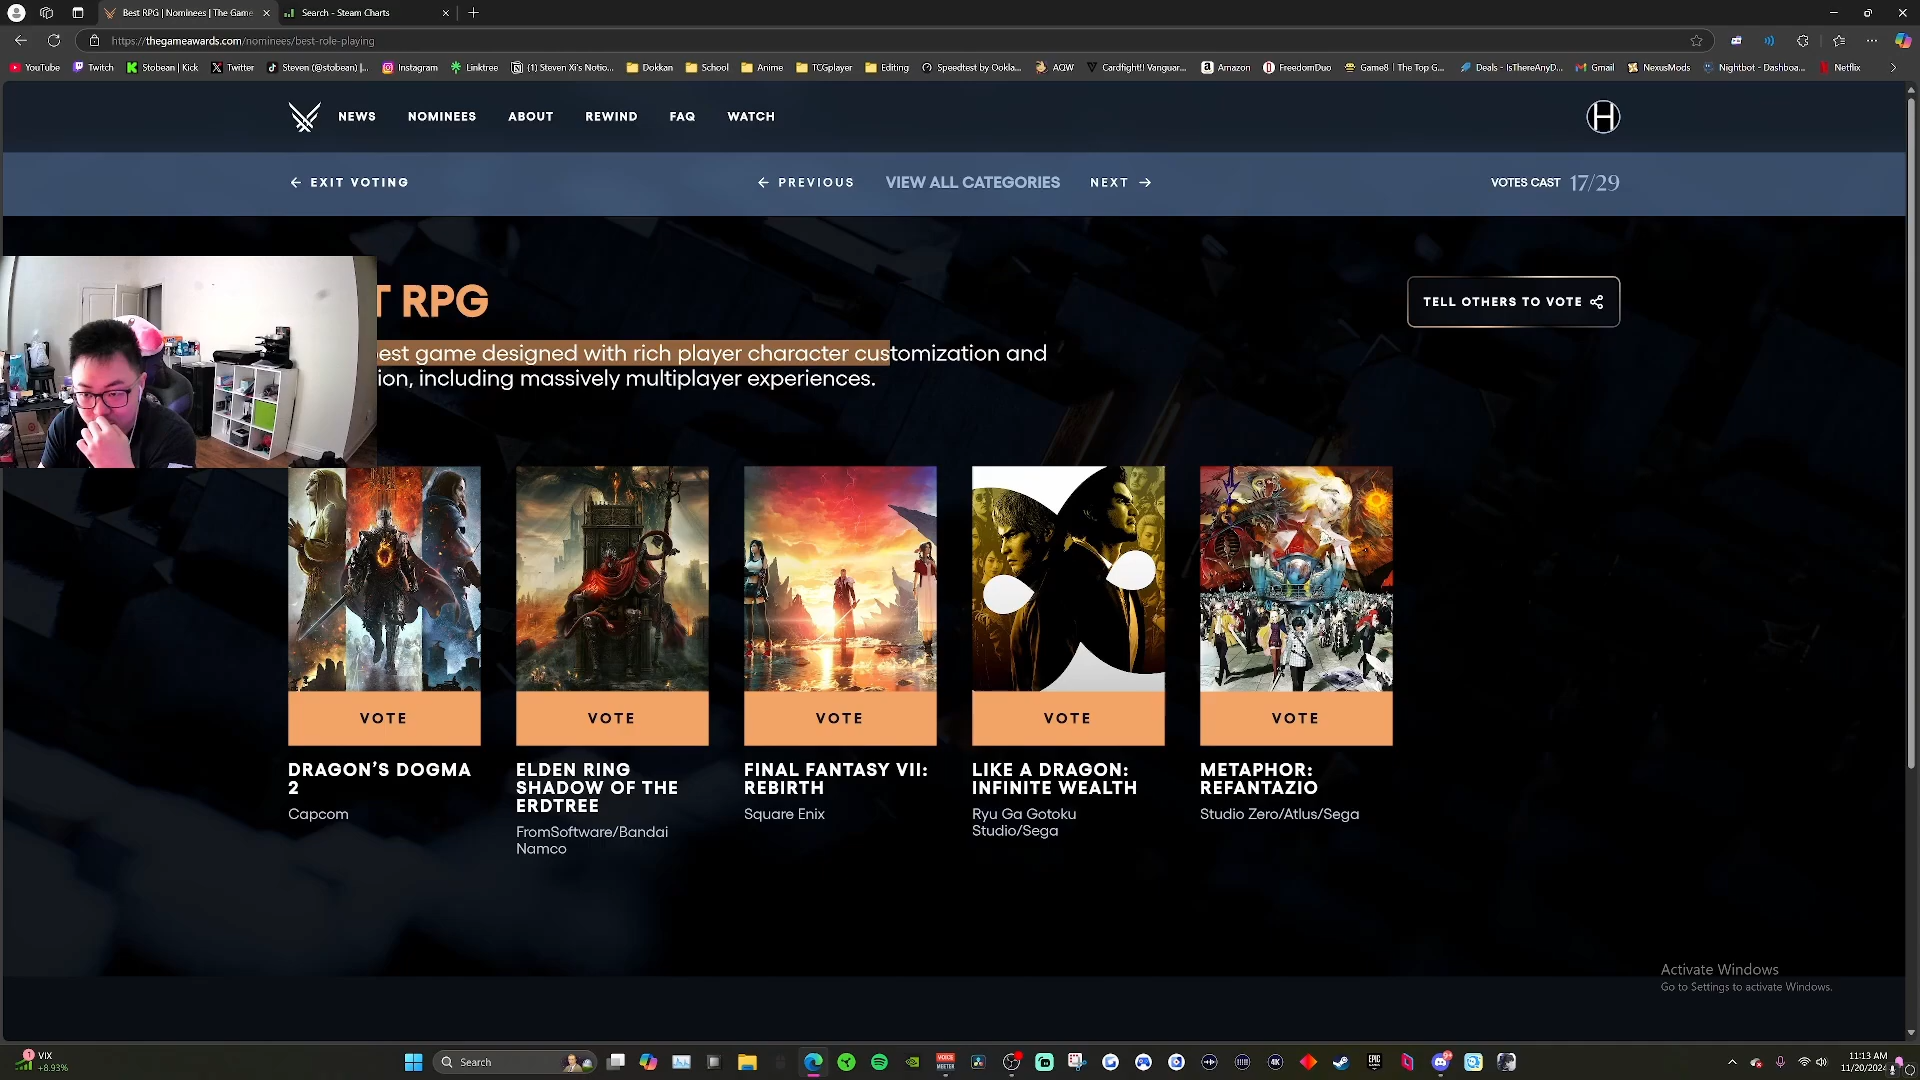 Best RPG | Nominees | The Game
Search - Steam Charts
https://thegameawards.com/nominees/best-role-playing
YouTube
Twitch
Stobean | Kick
Twitter
Steven (@stobean) |...
Instagram
Linktree
(1) Steven Xi's Notio...
Dokkan
School
Anime
TCGplayer
Editing
Speedtest by Ookla...
AQW
Cardfight!! Vanguar...
Amazon
FreedomDuo
Game8 | The Top G...
Deals - IsThereAnyD...
Gmail
NexusMods
Nightbot - Dashboa...
Netflix
NEWS
NOMINEES
ABOUT
REWIND
FAQ
WATCH
EXIT VOTING
PREVIOUS
VIEW ALL CATEGORIES
NEXT
VOTES CAST 17/29
T RPG
TELL OTHERS TO VOTE
est game designed with rich player character customization and
ion, including massively multiplayer experiences.
VOTE
VOTE
VOTE
VOTE
VOTE
DRAGON'S DOGMA
2
Capcom
ELDEN RING
SHADOW OF THE
ERDTREE
FromSoftware/Bandai
Namco
FINAL FANTASY VII:
REBIRTH
Square Enix
LIKE A DRAGON:
INFINITE WEALTH
Ryu Ga Gotoku
Studio/Sega
METAPHOR:
REFANTAZIO
Studio Zero/Atlus/Sega
Activate Windows
Go to Settings to activate Windows.
1
VIX
+8.93%
Search
11:13 AM
11/20/2024